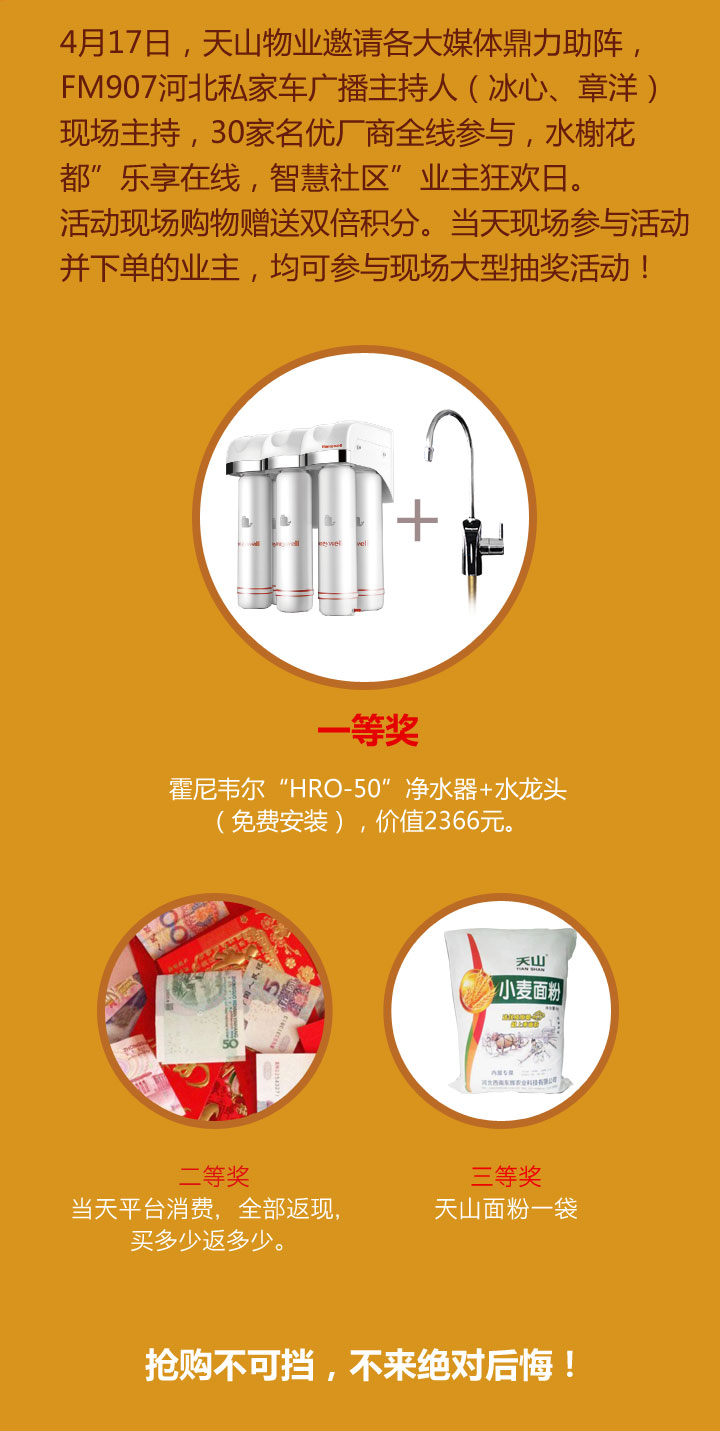 4月17日，天山物业邀请各大媒体鼎力助阵，
FM907河北私家车广播主持人（冰心、章洋）
现场主持，30家名优厂商全线参与，水榭花
都”乐享在线，智慧社区”业主狂欢日。
活动现场购物赠送双倍积分。当天现场参与活动
并下单的业主，均可参与现场大型抽奖活动！
Honeywell
+
一等奖
霍尼韦尔“HRO-50”净水器+水龙头
（免费安装），价值2366元。
50
5
天山
TIAN SHAN
小麦面粉
内部专供
二等奖
当天平台消费，全部返现，
买多少返多少。
三等奖
天山面粉一袋
抢购不可挡，不来绝对后悔！